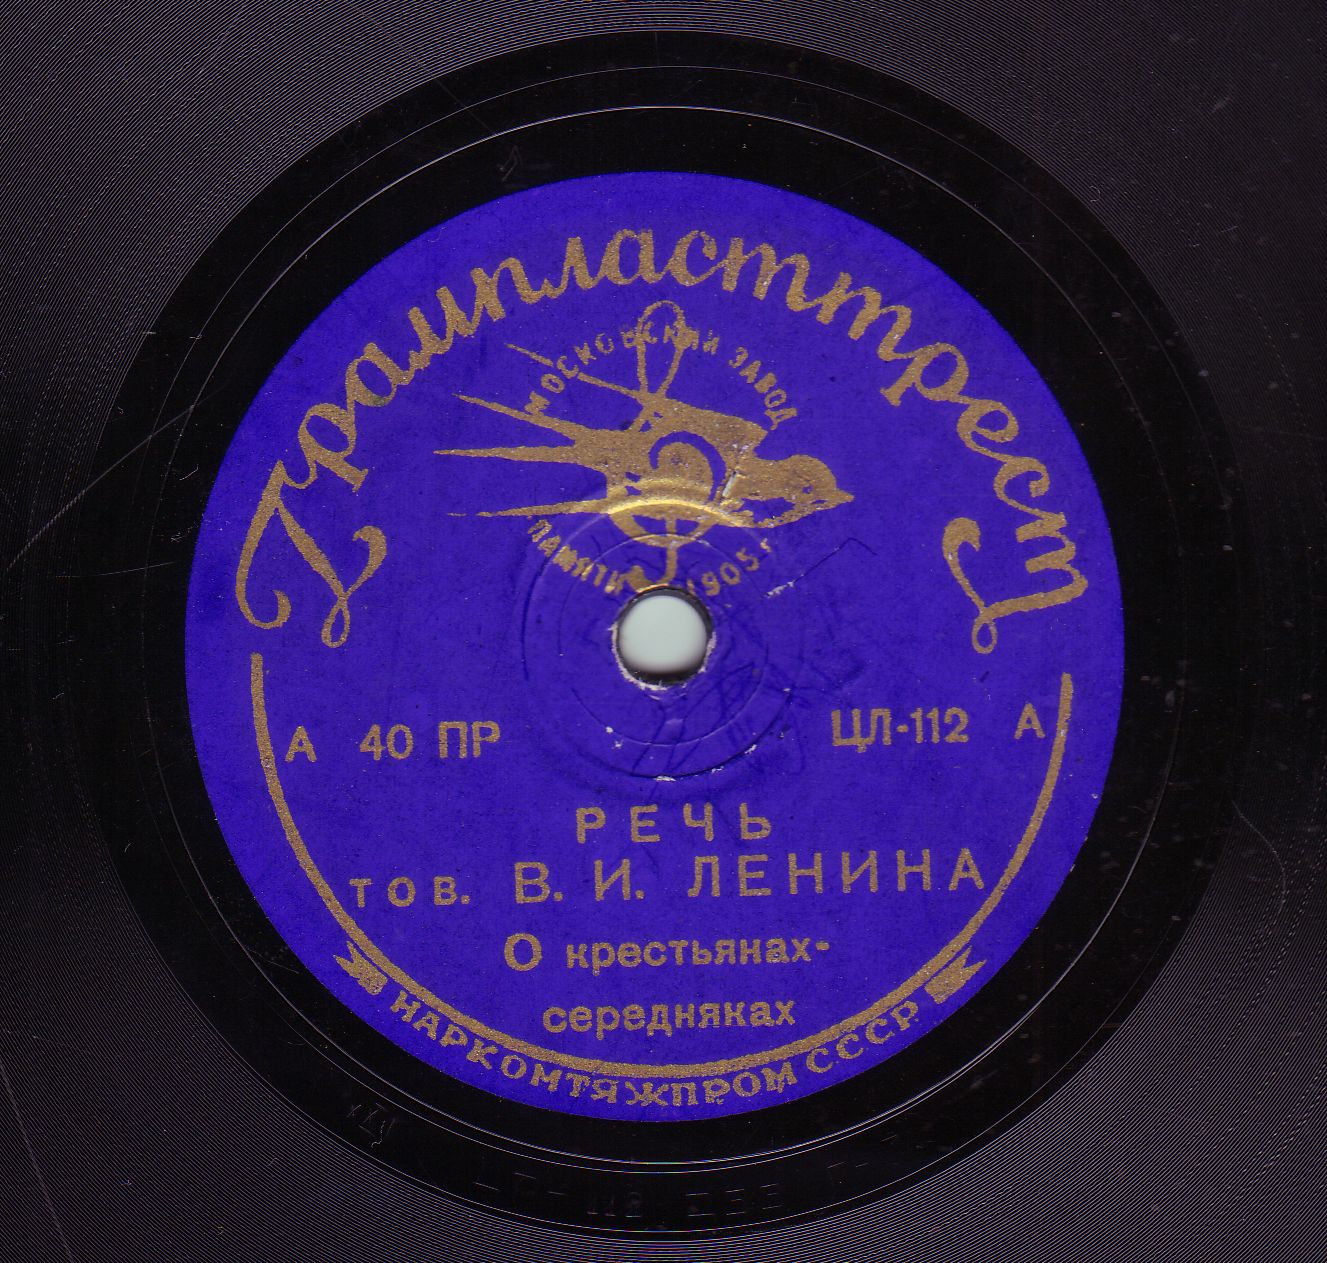 Грампласттрест
МОСКОВСКИЙ ЗАВОД
ПАМЯТИ 1905 г.
А 40 ПР ЦЛ-112 А
РЕЧЬ
тов. В. И. ЛЕНИНА
О крестьянах-
середняках
НАРКОМТЯЖПРОМ СССР